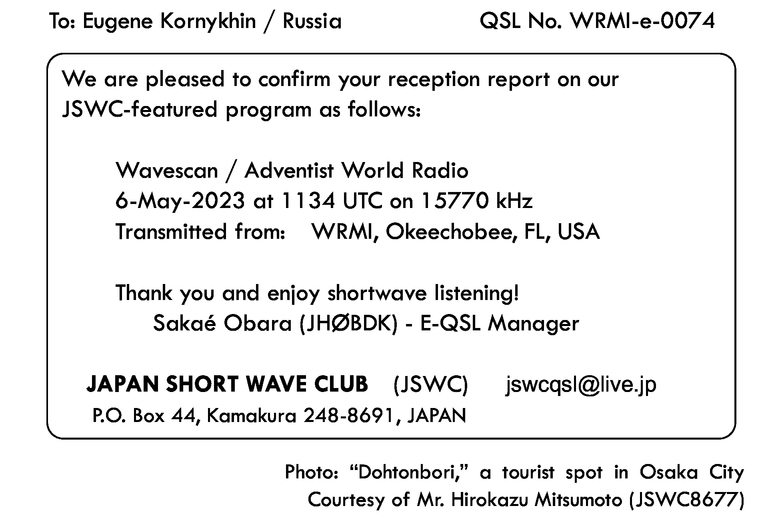 To: Eugene Kornykhin / Russia
QSL No. WRMI-e-0074
We are pleased to confirm your reception report on our
JSWC-featured program as follows:
Wavescan / Adventist World Radio
6-May-2023 at 1134 UTC on 15770 kHz
Transmitted from: WRMI, Okeechobee, FL, USA
Thank you and enjoy shortwave listening!
Sakaé Obara (JHØBDK) - E-QSL Manager
JAPAN SHORT WAVE CLUB (JSWC) jswcqsl@live.jp
P.O. Box 44, Kamakura 248-8691, JAPAN
Photo: “Dohtonbori,” a tourist spot in Osaka City
Courtesy of Mr. Hirokazu Mitsumoto (JSWC8677)